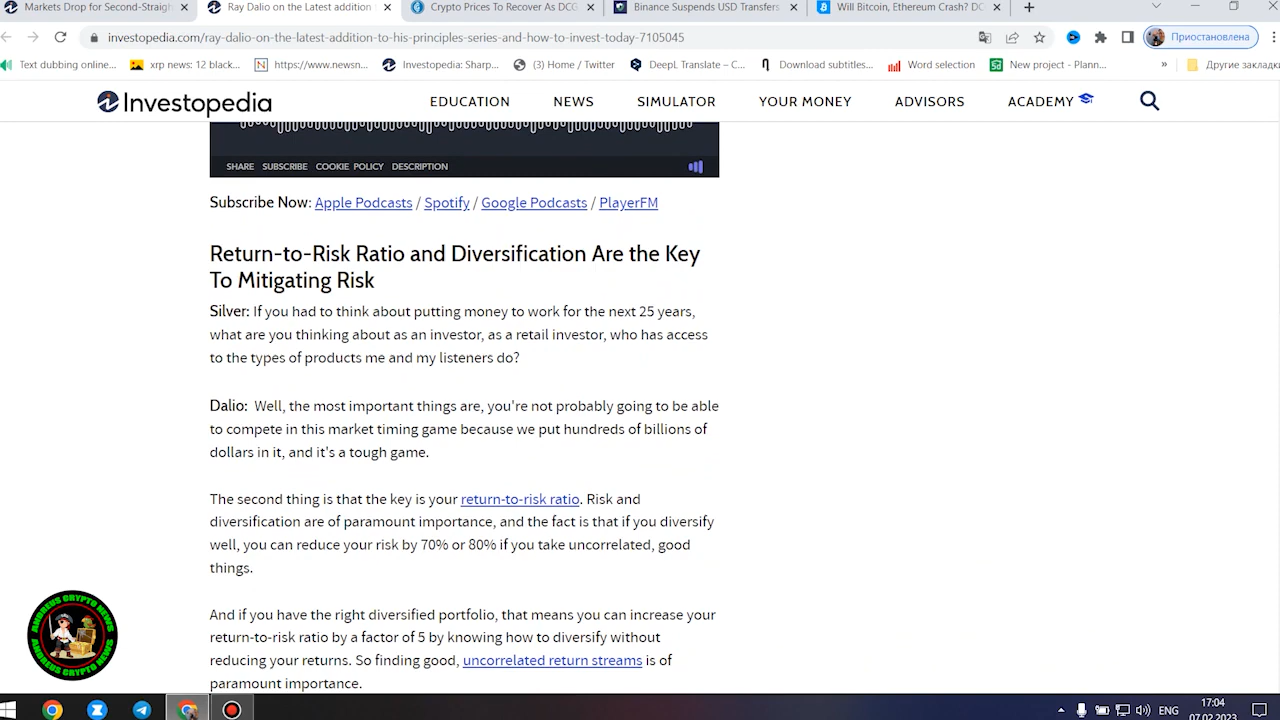 Markets Drop for Second-Straigh
Ray Dalio on the Latest addition
Crypto Prices To Recover As DCG
Binance Suspends USD Transfers
Will Bitcoin, Ethereum Crash? DC
investopedia.com/ray-dalio-on-the-latest-addition-to-his-principles-series-and-how-to-invest-today-7105045
Приостановлена
Text dubbing online...
xrp news: 12 black...
https://www.newsn...
Investopedia: Sharp...
(3) Home / Twitter
DeepL Translate – C...
Download subtitles...
Word selection
New project - Plann...
»
Другие закладки
Investopedia
EDUCATION
NEWS
SIMULATOR
YOUR MONEY
ADVISORS
ACADEMY
SHARE SUBSCRIBE COOKIE POLICY DESCRIPTION
Subscribe Now: Apple Podcasts / Spotify / Google Podcasts / PlayerFM
Return-to-Risk Ratio and Diversification Are the Key
To Mitigating Risk
Silver: If you had to think about putting money to work for the next 25 years,
what are you thinking about as an investor, as a retail investor, who has access
to the types of products me and my listeners do?
Dalio: Well, the most important things are, you're not probably going to be able
to compete in this market timing game because we put hundreds of billions of
dollars in it, and it's a tough game.
The second thing is that the key is your return-to-risk ratio. Risk and
diversification are of paramount importance, and the fact is that if you diversify
well, you can reduce your risk by 70% or 80% if you take uncorrelated, good
things.
And if you have the right diversified portfolio, that means you can increase your
return-to-risk ratio by a factor of 5 by knowing how to diversify without
reducing your returns. So finding good, uncorrelated return streams is of
paramount importance.
ANDREUS CRYPTO NEWS
ANDREUS CRYPTO NEWS
ENG
17:04
07.02.2023